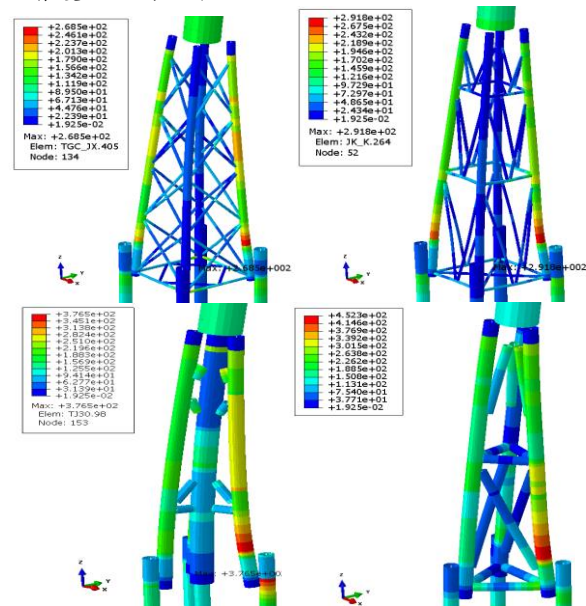 +2.685e+02
+2.461e+02
+2.237e+02
+2.013e+02
+1.790e+02
+1.566e+02
+1.342e+02
+1.119e+02
+8.950e+01
+6.713e+01
+4.476e+01
+2.239e+01
+1.925e-02
Max: +2.685e+02
Elem: TGC_JX.405
Node: 134
Max: +2.685e+002
Z
Y
X
+2.918e+02
+2.675e+02
+2.432e+02
+2.189e+02
+1.946e+02
+1.702e+02
+1.459e+02
+1.216e+02
+9.729e+01
+7.297e+01
+4.865e+01
+2.434e+01
+1.925e-02
Max: +2.918e+02
Elem: JK_K.264
Node: 52
Max: +2.918e+002
Z
Y
X
+3.765e+02
+3.451e+02
+3.138e+02
+2.824e+02
+2.510e+02
+2.196e+02
+1.883e+02
+1.569e+02
+1.255e+02
+9.414e+01
+6.277e+01
+3.139e+01
+1.925e-02
Max: +3.765e+02
Elem: TJ30.98
Node: 153
Max: +3.765e+002
Z
Y
X
+4.523e+02
+4.146e+02
+3.769e+02
+3.392e+02
+3.015e+02
+2.638e+02
+2.262e+02
+1.885e+02
+1.508e+02
+1.131e+02
+7.540e+01
+3.771e+01
+1.925e-02
Z
Y
X